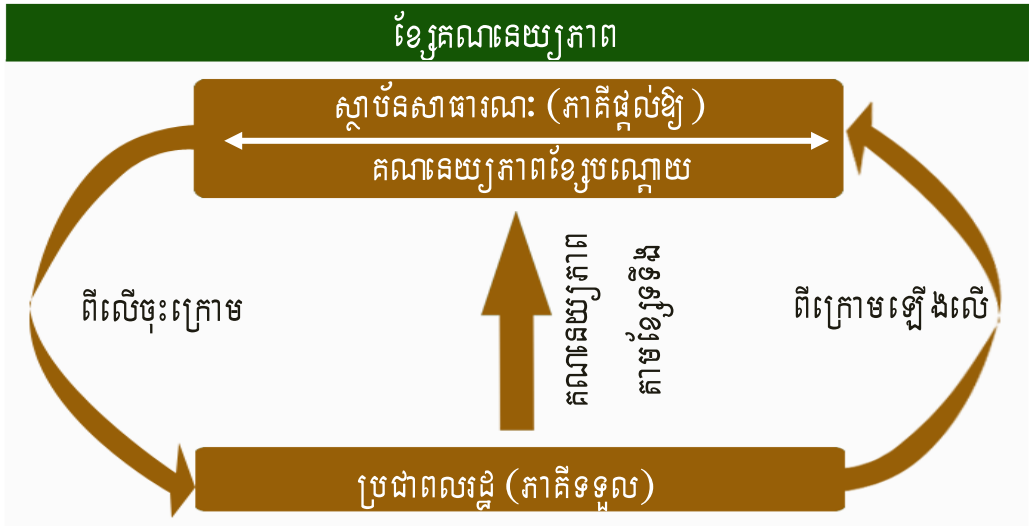 ខ្សែគណនេយ្យភាព
ស្ថាប័នសាធារណៈ (ភាគីផ្ដល់ឱ្យ)
គណនេយ្យភាពខ្សែបណ្ដោយ
ពីលើចុះក្រោម
គណនេយ្យភាព
តាមខ្សែទទឹង
ពីក្រោមឡើងលើ
ប្រជាពលរដ្ឋ (ភាគីទទួល)